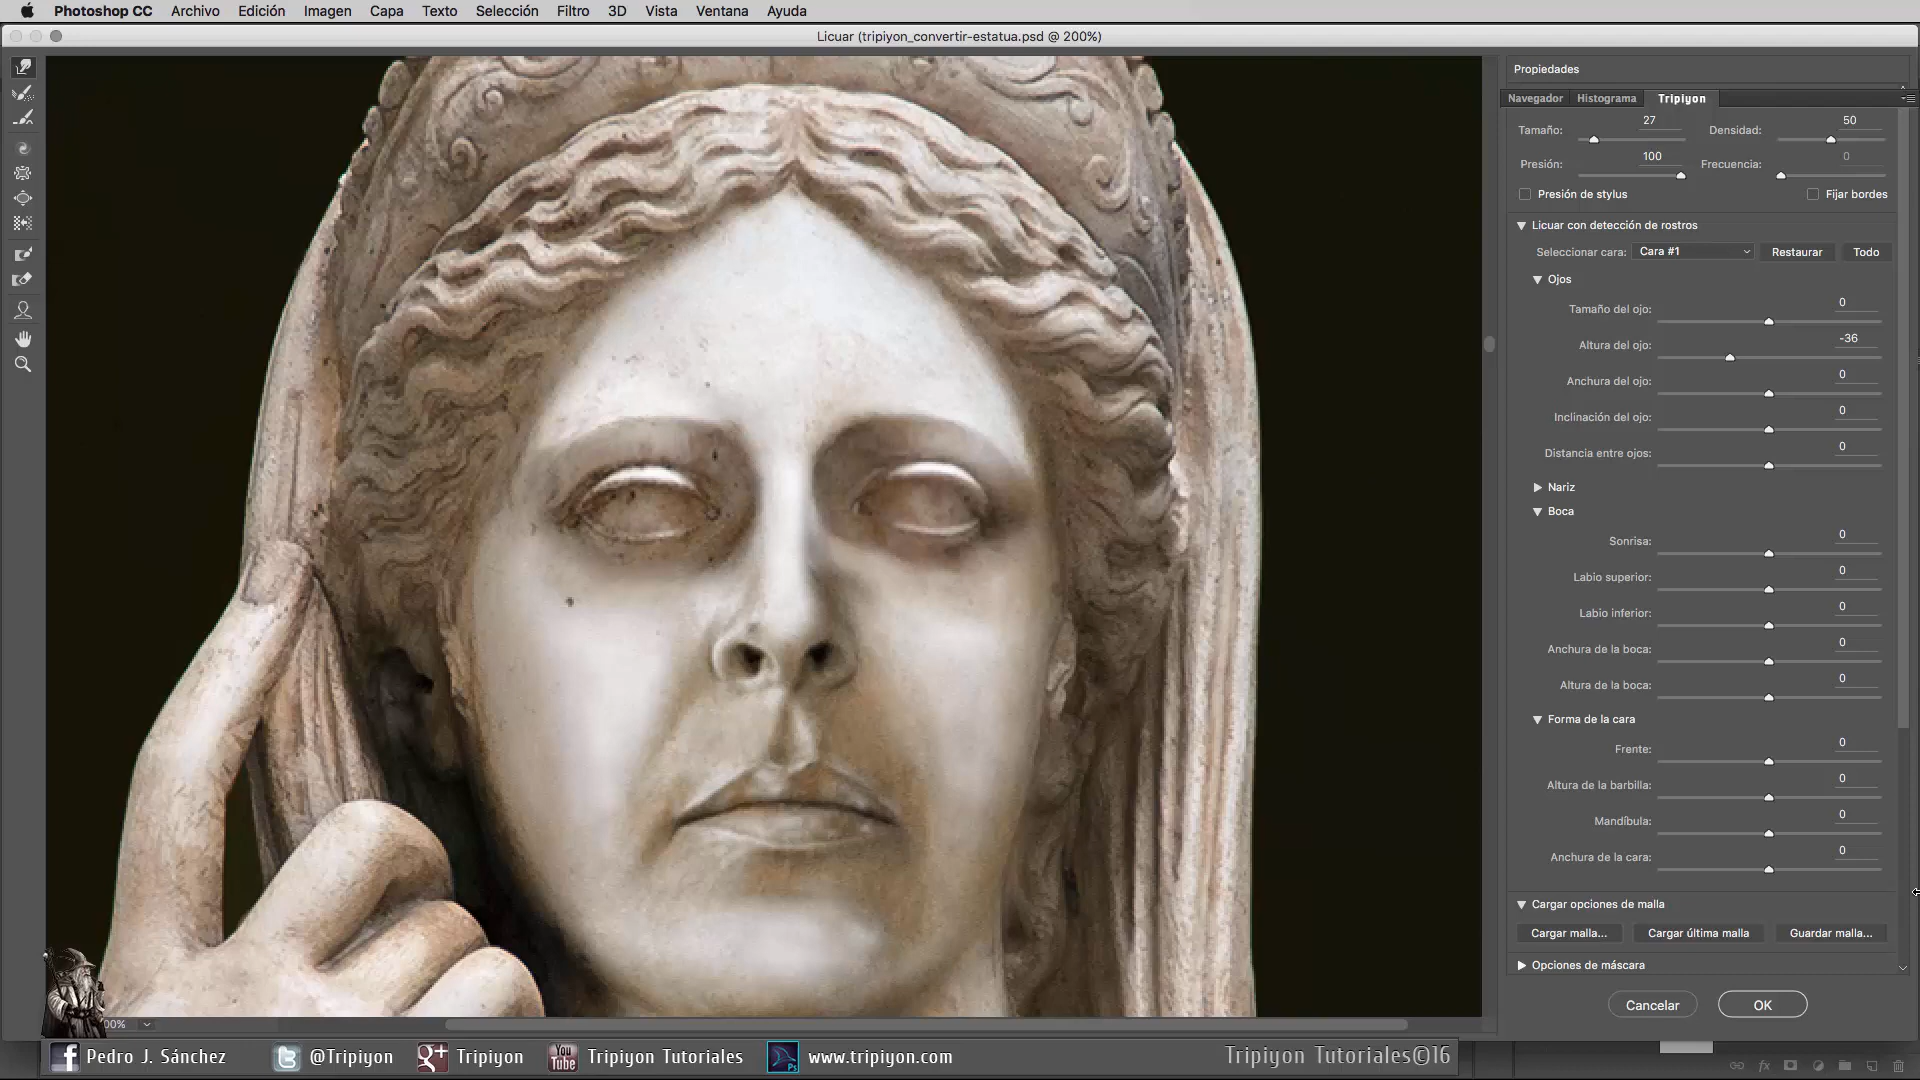 Photoshop CC Archivo Edición Imagen Capa Texto Selección Filtro 3D Vista Ventana Ayuda
Licuar (tripiyon_convertir-estatua.psd @ 200%)
Propiedades
Navegador Histograma Tripiyon
Tamaño: 27 Densidad: 50
Presión: 100 Frecuencia: 0
Presión de stylus Fijar bordes
Licuar con detección de rostros
Seleccionar cara: Cara #1 Restaurar Todo
Ojos
Tamaño del ojo: 0
Altura del ojo: -36
Anchura del ojo: 0
Inclinación del ojo: 0
Distancia entre ojos: 0
Nariz
Boca
Sonrisa: 0
Labio superior: 0
Labio inferior: 0
Anchura de la boca: 0
Altura de la boca: 0
Forma de la cara
Frente: 0
Altura de la barbilla: 0
Mandíbula: 0
Anchura de la cara: 0
Cargar opciones de malla
Cargar malla... Cargar última malla Guardar malla...
Opciones de máscara
Cancelar OK
00%
f Pedro J. Sánchez @Tripiyon g+ Tripiyon You Tube Tripiyon Tutoriales Ps www.tripiyon.com Tripiyon Tutoriales©16
fx